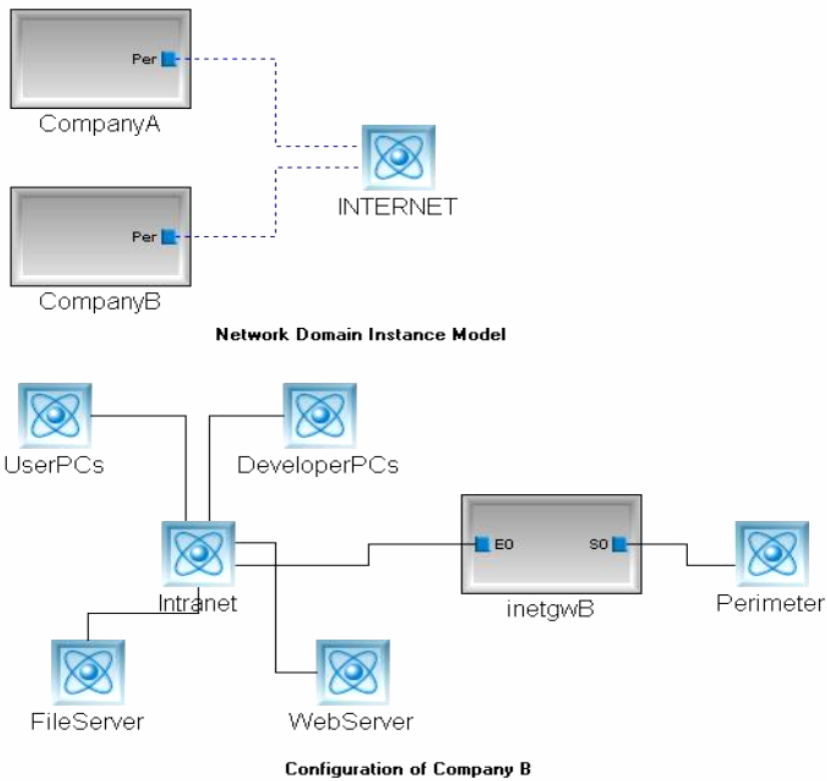 Per
CompanyA
INTERNET
Per
CompanyB
Network Domain Instance Model
UserPCs
DeveloperPCs
E0
S0
Intranet
inetgwB
Perimeter
FileServer
WebServer
Configuration of Company B